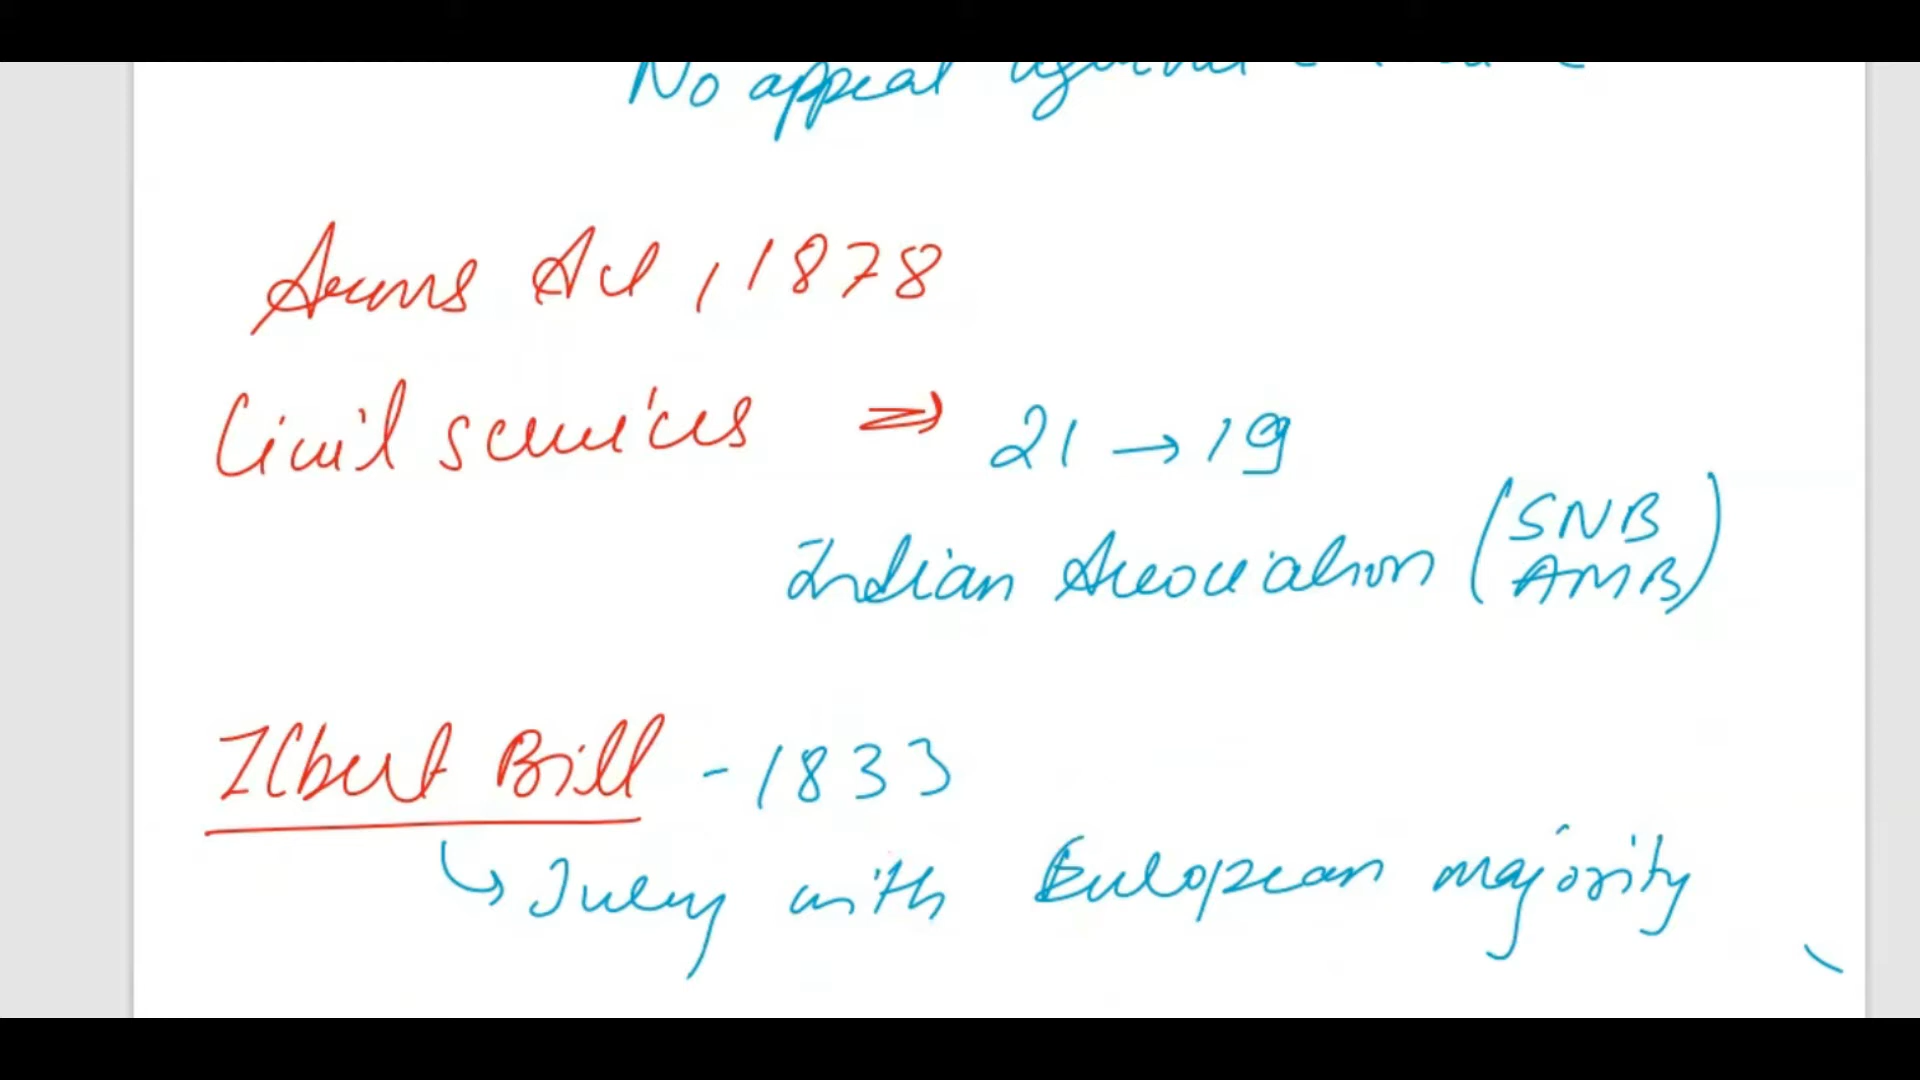 No appeal
Arms Act, 1878
Civil services ⇒ 21 → 19
Indian Association (SNB AMB)
Ilbert Bill - 1833
↳ Jury with European majority